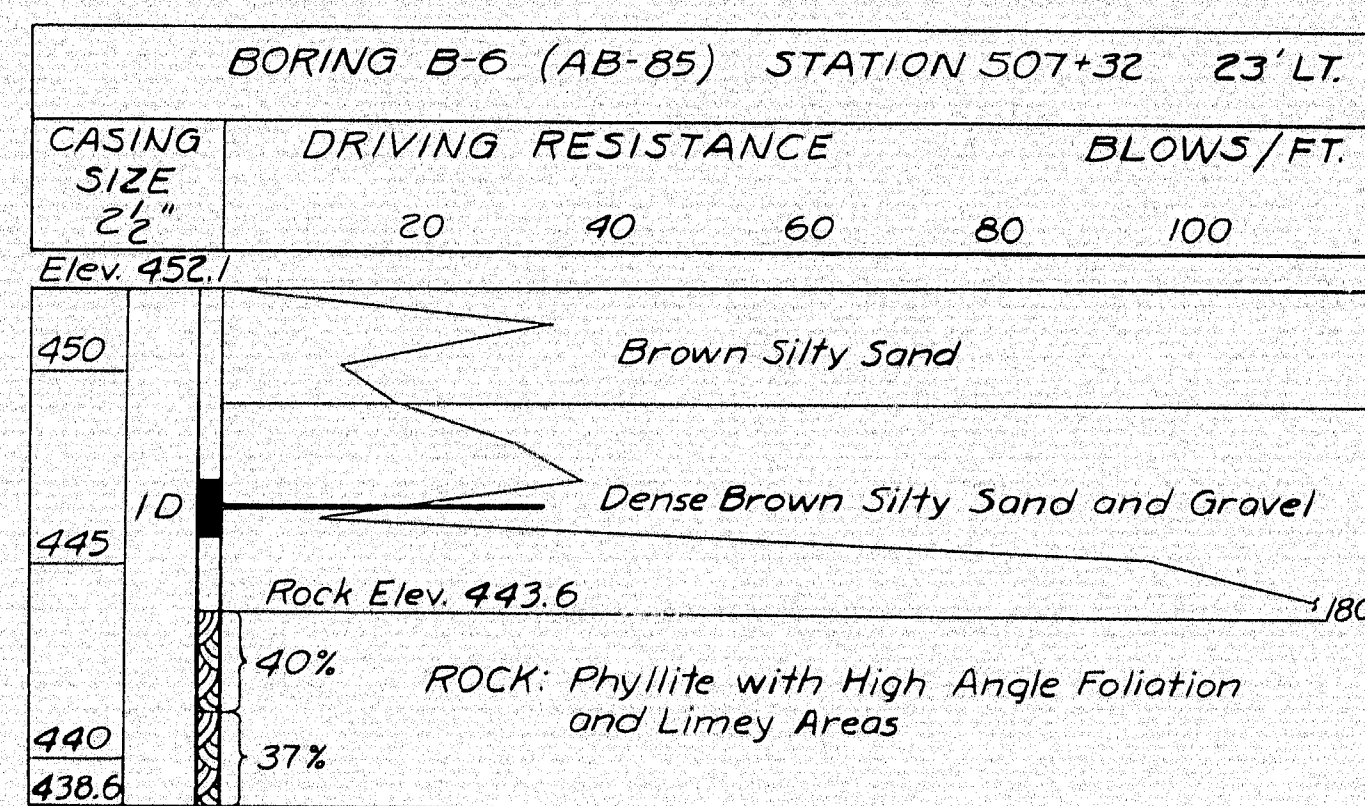 BORING B-6 (AB-85) STATION 507+32 23' LT.
CASING SIZE 2½"
DRIVING RESISTANCE BLOWS/FT.
20 40 60 80 100
Elev. 452.1
450
Brown Silty Sand
1D
Dense Brown Silty Sand and Gravel
445
Rock Elev. 443.6
180
40%
ROCK: Phyllite with High Angle Foliation
and Limey Areas
440
37%
438.6